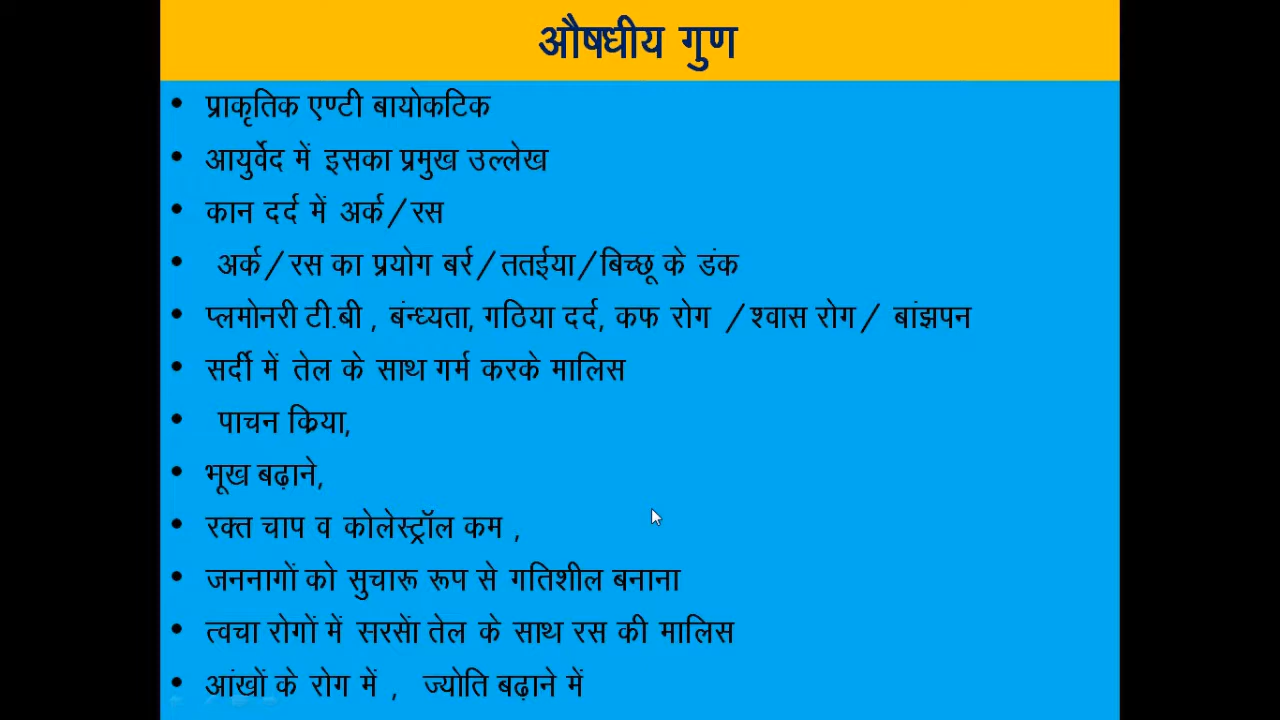 औषधीय गुण
• प्राकृतिक एण्टी बायोकटिक
• आयुर्वेद में इसका प्रमुख उल्लेख
• कान दर्द में अर्क/रस
• अर्क/रस का प्रयोग बर्र/ततईया/बिच्छू के डंक
• प्लमोनरी टी.बी , बंन्ध्यता, गठिया दर्द, कफ रोग /श्वास रोग/ बांझपन
• सर्दी में तेल के साथ गर्म करके मालिस
• पाचन क्रिया,
• भूख बढ़ाने,
• रक्त चाप व कोलेस्ट्रॉल कम ,
• जननागों को सुचारू रूप से गतिशील बनाना
• त्वचा रोगों में सरसों तेल के साथ रस की मालिस
• आंखों के रोग में , ज्योति बढ़ाने में